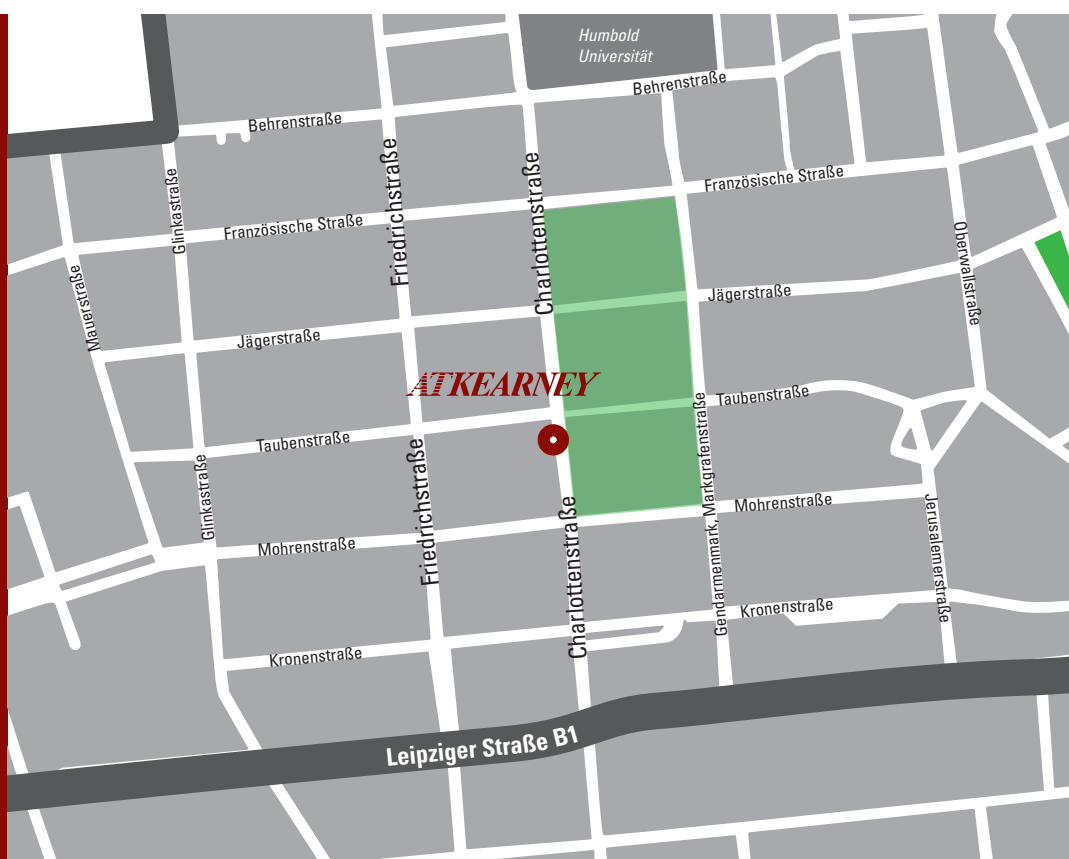 Humbold
Universität
Behrenstraße
Behrenstraße
Französische Straße
Glinkastraße
Friedrichstraße
Charlottenstraße
Französische Straße
Oberwallstraße
Mauerstraße
Jägerstraße
Jägerstraße
ATKEARNEY
Taubenstraße
Taubenstraße
Glinkastraße
Friedrichstraße
Gendarmenmark, Markgrafenstraße
Mohrenstraße
Mohrenstraße
Charlottenstraße
Jerusalemerstraße
Kronenstraße
Kronenstraße
Leipziger Straße B1